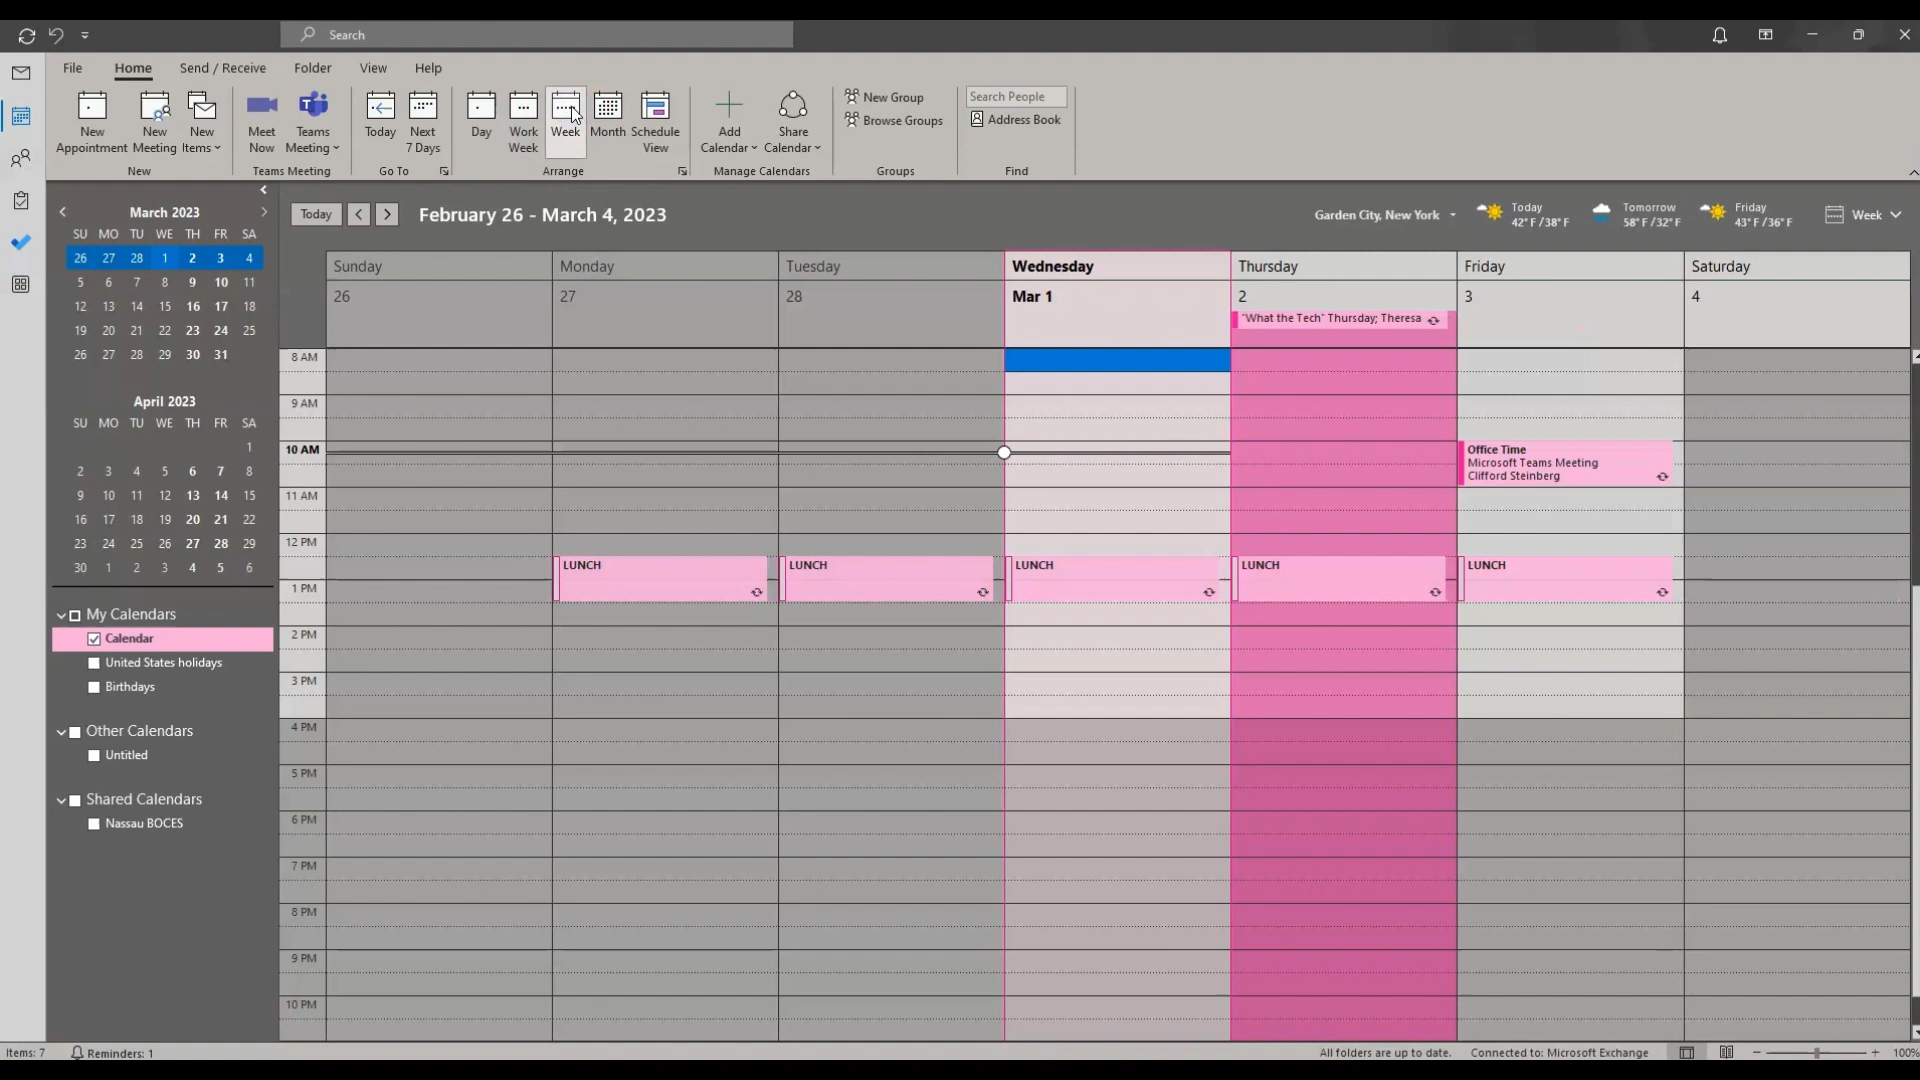 Search
File Home Send / Receive Folder View Help
New Appointment
New Meeting
New Items
New
Meet Now
Teams Meeting
Teams Meeting
Today
Next 7 Days
Go To
Day
Work Week
Week
Month
Schedule View
Arrange
Add Calendar
Share Calendar
Manage Calendars
New Group
Browse Groups
Groups
Search People
Address Book
Find
March 2023
SU MO TU WE TH FR SA
26 27 28 1 2 3 4
5 6 7 8 9 10 11
12 13 14 15 16 17 18
19 20 21 22 23 24 25
26 27 28 29 30 31
April 2023
SU MO TU WE TH FR SA
1
2 3 4 5 6 7 8
9 10 11 12 13 14 15
16 17 18 19 20 21 22
23 24 25 26 27 28 29
30 1 2 3 4 5 6
My Calendars
Calendar
United States holidays
Birthdays
Other Calendars
Untitled
Shared Calendars
Nassau BOCES
Today
February 26 - March 4, 2023
Garden City, New York
Today
42° F / 38° F
Tomorrow
58° F / 32° F
Friday
43° F / 36° F
Week
Sunday Monday Tuesday Wednesday Thursday Friday Saturday
26 27 28 Mar 1 2 3 4
"What the Tech" Thursday; Theresa
8 AM
9 AM
10 AM
Office Time
Microsoft Teams Meeting
Clifford Steinberg
11 AM
12 PM
LUNCH LUNCH LUNCH LUNCH LUNCH
1 PM
2 PM
3 PM
4 PM
5 PM
6 PM
7 PM
8 PM
9 PM
10 PM
Items: 7 Reminders: 1 All folders are up to date. Connected to: Microsoft Exchange 100%